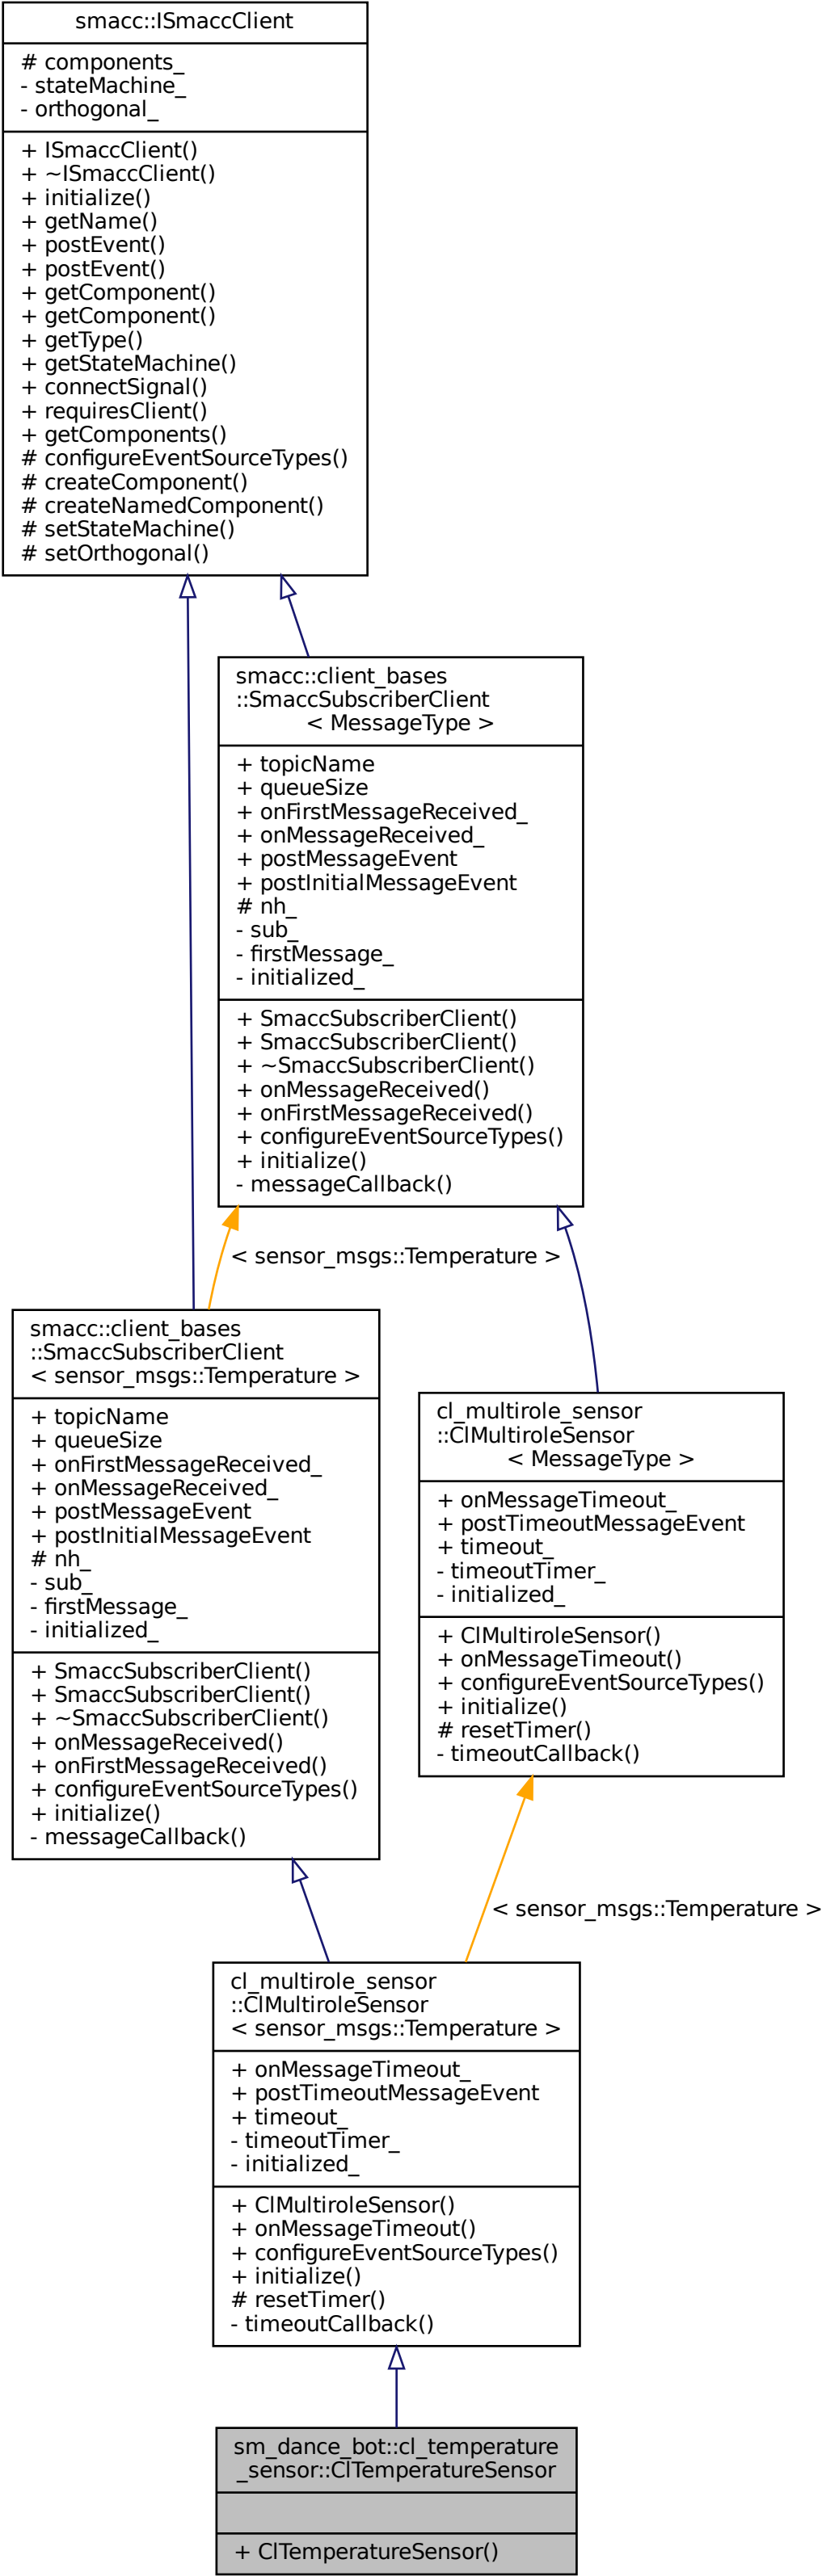 smacc::ISmaccClient
# components_
- stateMachine_
- orthogonal_
+ ISmaccClient()
+ ~ISmaccClient()
+ initialize()
+ getName()
+ postEvent()
+ postEvent()
+ getComponent()
+ getComponent()
+ getType()
+ getStateMachine()
+ connectSignal()
+ requiresClient()
+ getComponents()
# configureEventSourceTypes()
# createComponent()
# createNamedComponent()
# setStateMachine()
# setOrthogonal()
smacc::client_bases
::SmaccSubscriberClient
< MessageType >
+ topicName
+ queueSize
+ onFirstMessageReceived_
+ onMessageReceived_
+ postMessageEvent
+ postInitialMessageEvent
# nh_
- sub_
- firstMessage_
- initialized_
+ SmaccSubscriberClient()
+ SmaccSubscriberClient()
+ ~SmaccSubscriberClient()
+ onMessageReceived()
+ onFirstMessageReceived()
+ configureEventSourceTypes()
+ initialize()
- messageCallback()
< sensor_msgs::Temperature >
smacc::client_bases
::SmaccSubscriberClient
< sensor_msgs::Temperature >
+ topicName
+ queueSize
+ onFirstMessageReceived_
+ onMessageReceived_
+ postMessageEvent
+ postInitialMessageEvent
# nh_
- sub_
- firstMessage_
- initialized_
+ SmaccSubscriberClient()
+ SmaccSubscriberClient()
+ ~SmaccSubscriberClient()
+ onMessageReceived()
+ onFirstMessageReceived()
+ configureEventSourceTypes()
+ initialize()
- messageCallback()
cl_multirole_sensor
::ClMultiroleSensor
< MessageType >
+ onMessageTimeout_
+ postTimeoutMessageEvent
+ timeout_
- timeoutTimer_
- initialized_
+ ClMultiroleSensor()
+ onMessageTimeout()
+ configureEventSourceTypes()
+ initialize()
# resetTimer()
- timeoutCallback()
< sensor_msgs::Temperature >
cl_multirole_sensor
::ClMultiroleSensor
< sensor_msgs::Temperature >
+ onMessageTimeout_
+ postTimeoutMessageEvent
+ timeout_
- timeoutTimer_
- initialized_
+ ClMultiroleSensor()
+ onMessageTimeout()
+ configureEventSourceTypes()
+ initialize()
# resetTimer()
- timeoutCallback()
sm_dance_bot::cl_temperature
_sensor::ClTemperatureSensor
+ ClTemperatureSensor()